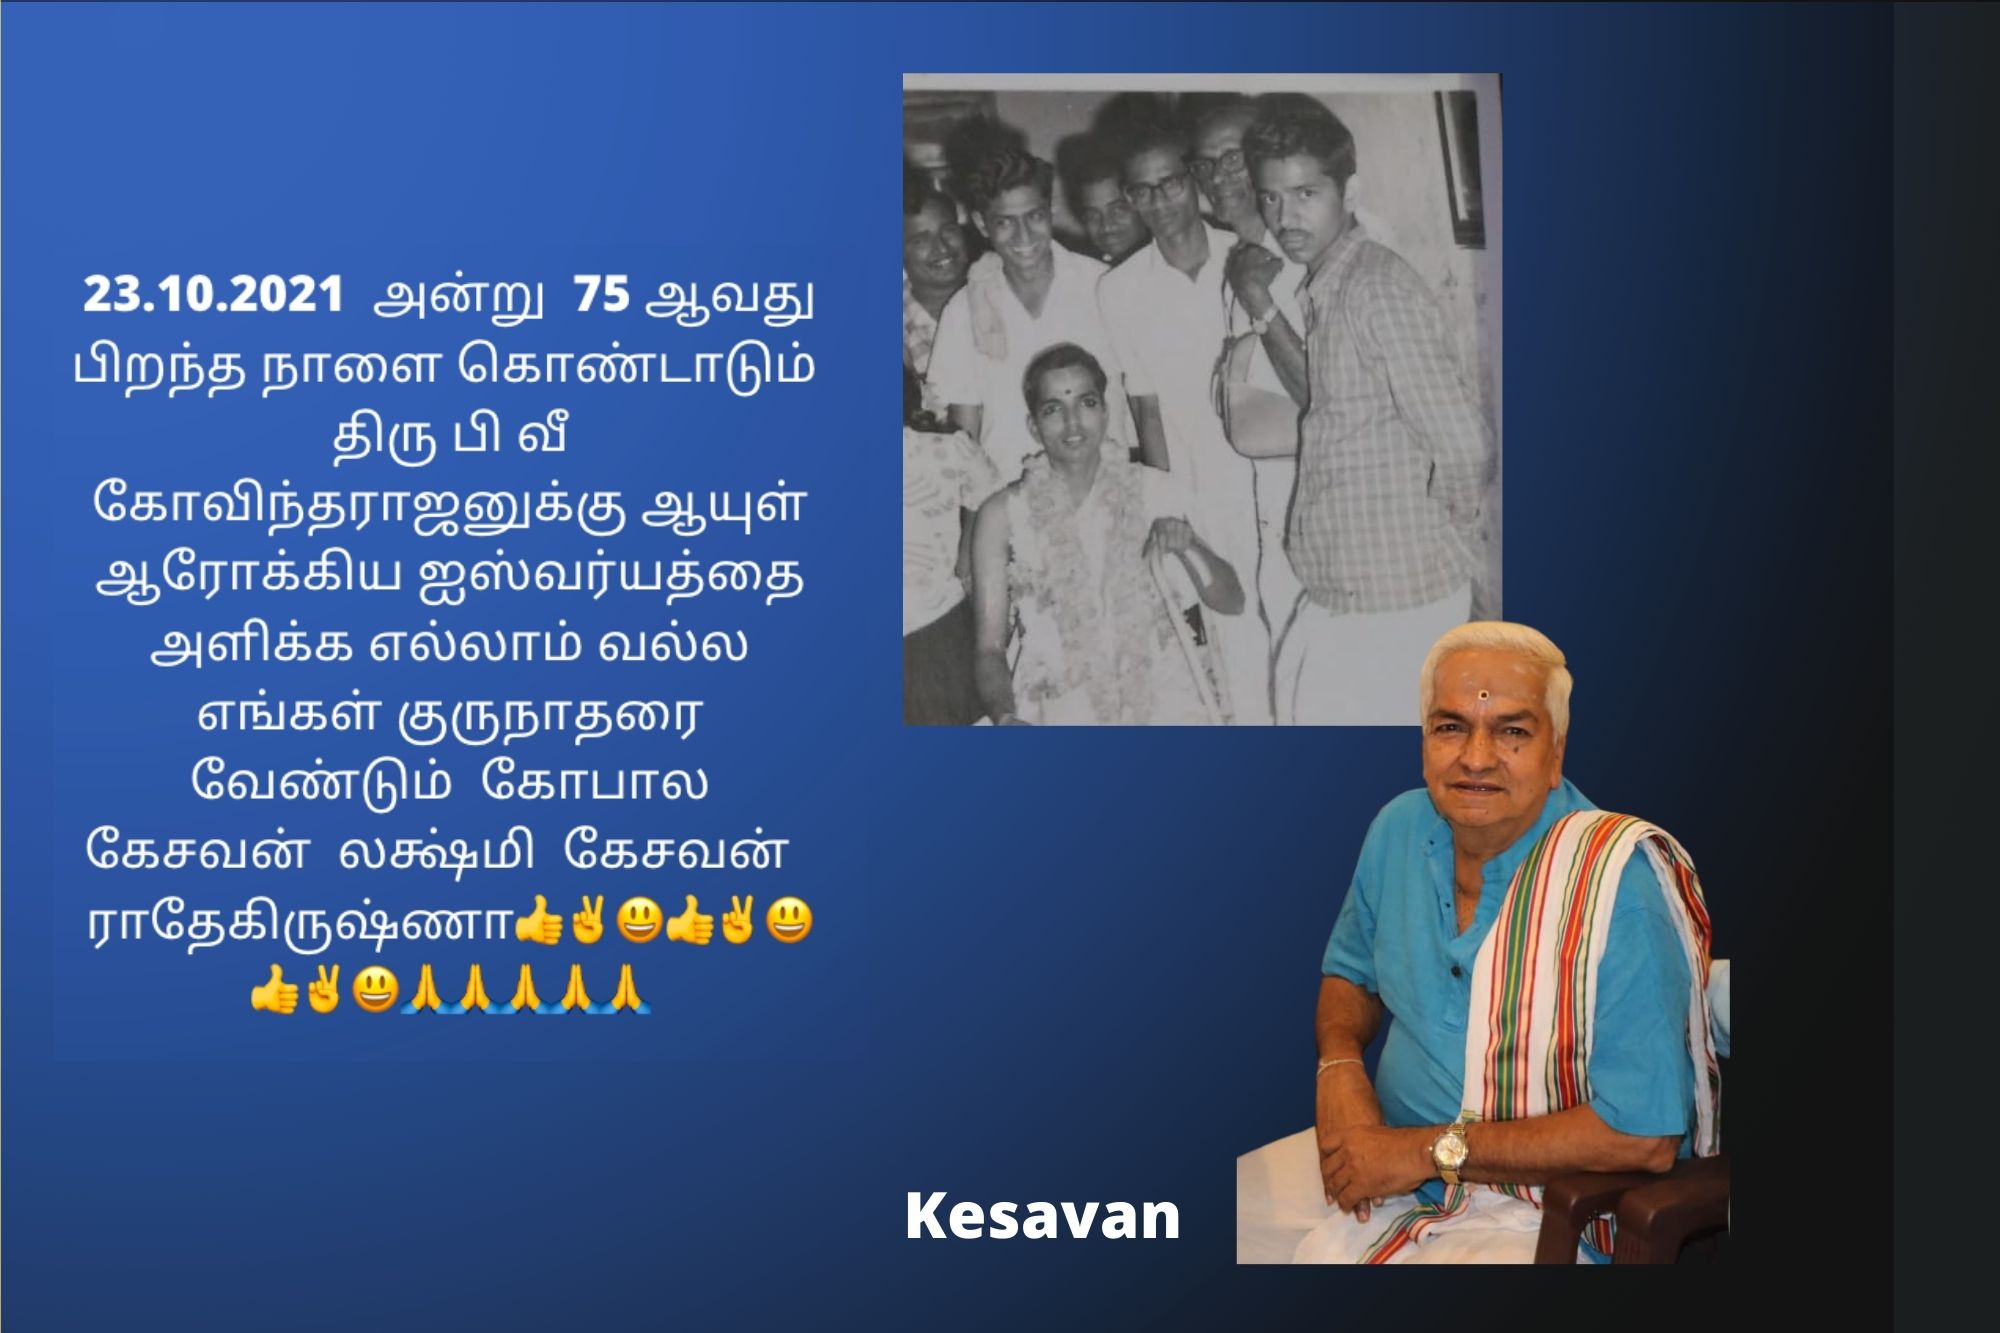 23.10.2021 அன்று 75 ஆவது
பிறந்த நாளை கொண்டாடும்
திரு பி வீ
கோவிந்தராஜனுக்கு ஆயுள்
ஆரோக்கிய ஐஸ்வர்யத்தை
அளிக்க எல்லாம் வல்ல
எங்கள் குருநாதரை
வேண்டும் கோபால
கேசவன் லக்ஷ்மி கேசவன்
ராதேகிருஷ்ணா👍✌😃👍✌😃
👍✌😃🙏🙏🙏🙏🙏
Kesavan